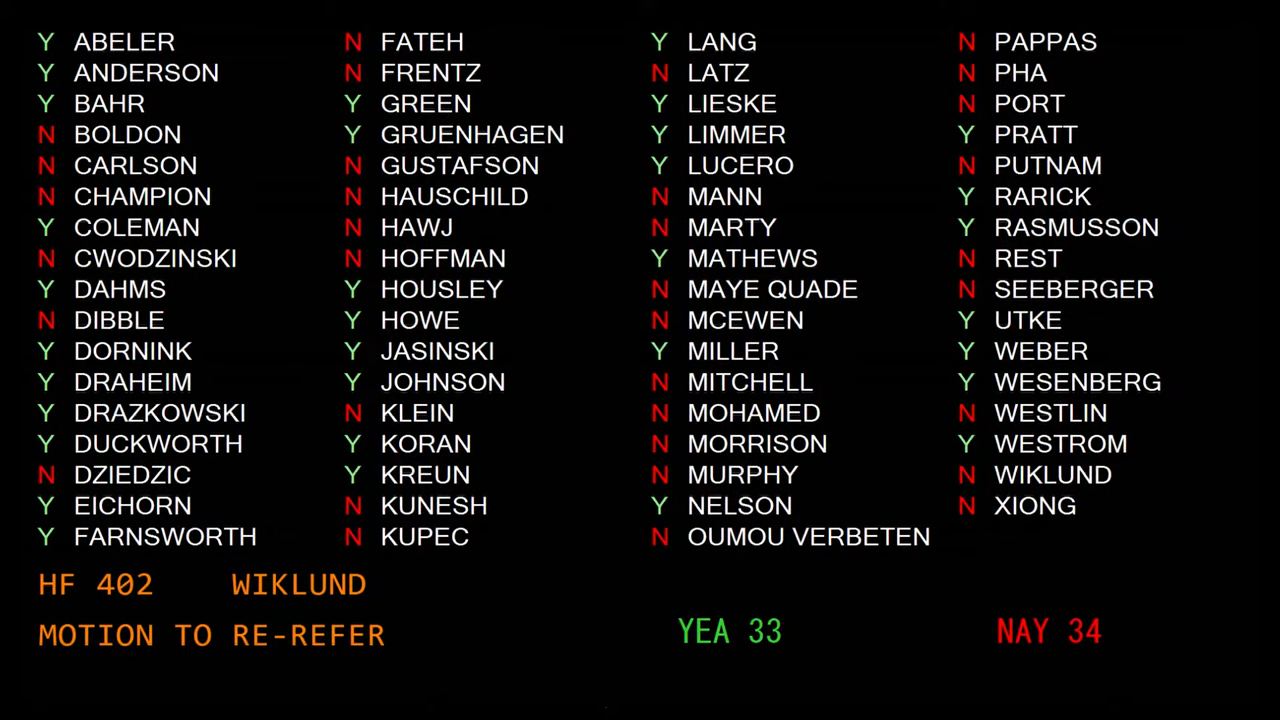 Y ABELER N FATEH Y LANG N PAPPAS
Y ANDERSON N FRENTZ N LATZ N PHA
Y BAHR Y GREEN Y LIESKE N PORT
N BOLDON Y GRUENHAGEN Y LIMMER Y PRATT
N CARLSON N GUSTAFSON Y LUCERO N PUTNAM
N CHAMPION N HAUSCHILD N MANN Y RARICK
Y COLEMAN N HAWJ N MARTY Y RASMUSSON
N CWODZINSKI N HOFFMAN Y MATHEWS N REST
Y DAHMS Y HOUSLEY N MAYE QUADE N SEEBERGER
N DIBBLE Y HOWE N MCEWEN Y UTKE
Y DORNINK Y JASINSKI Y MILLER Y WEBER
Y DRAHEIM Y JOHNSON N MITCHELL Y WESENBERG
Y DRAZKOWSKI N KLEIN N MOHAMED N WESTLIN
Y DUCKWORTH Y KORAN N MORRISON Y WESTROM
N DZIEDZIC Y KREUN N MURPHY N WIKLUND
Y EICHORN N KUNESH Y NELSON N XIONG
Y FARNSWORTH N KUPEC N OUMOU VERBETEN
HF 402 WIKLUND
MOTION TO RE-REFER YEA 33 NAY 34